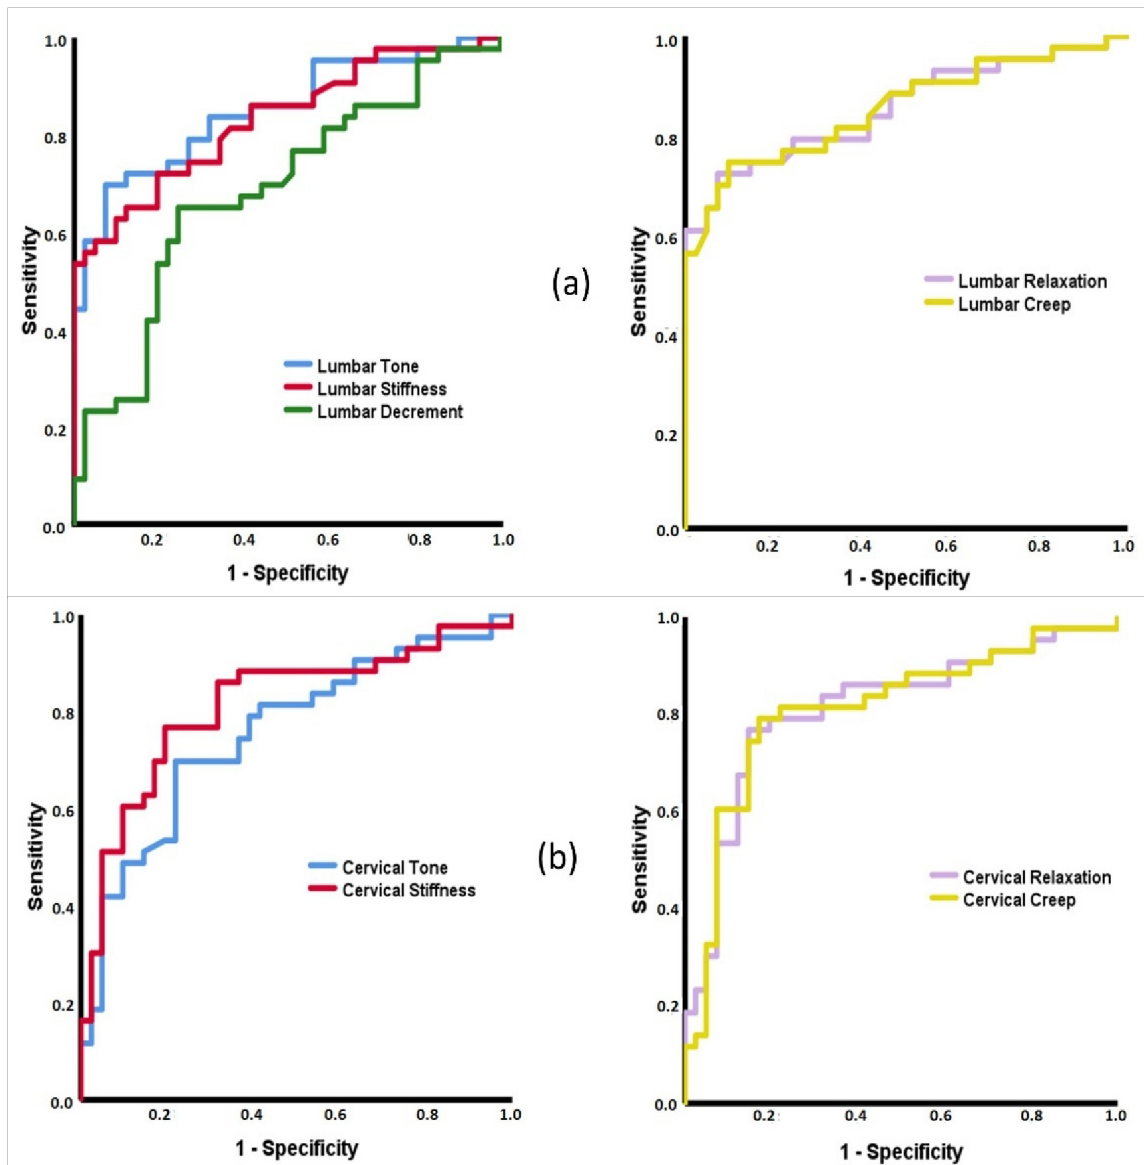 (a)
Sensitivity
1.0
0.8
0.6
0.4
0.2
0.0
Lumbar Tone
Lumbar Stiffness
Lumbar Decrement
0.2
0.4
0.6
0.8
1.0
1 - Specificity
Sensitivity
1.0
0.8
0.6
0.4
0.2
0.0
Lumbar Relaxation
Lumbar Creep
0.2
0.4
0.6
0.8
1.0
1 - Specificity
(b)
Sensitivity
1.0
0.8
0.6
0.4
0.2
0.0
Cervical Tone
Cervical Stiffness
0.2
0.4
0.6
0.8
1.0
1 - Specificity
Sensitivity
1.0
0.8
0.6
0.4
0.2
0.0
Cervical Relaxation
Cervical Creep
0.2
0.4
0.6
0.8
1.0
1 - Specificity